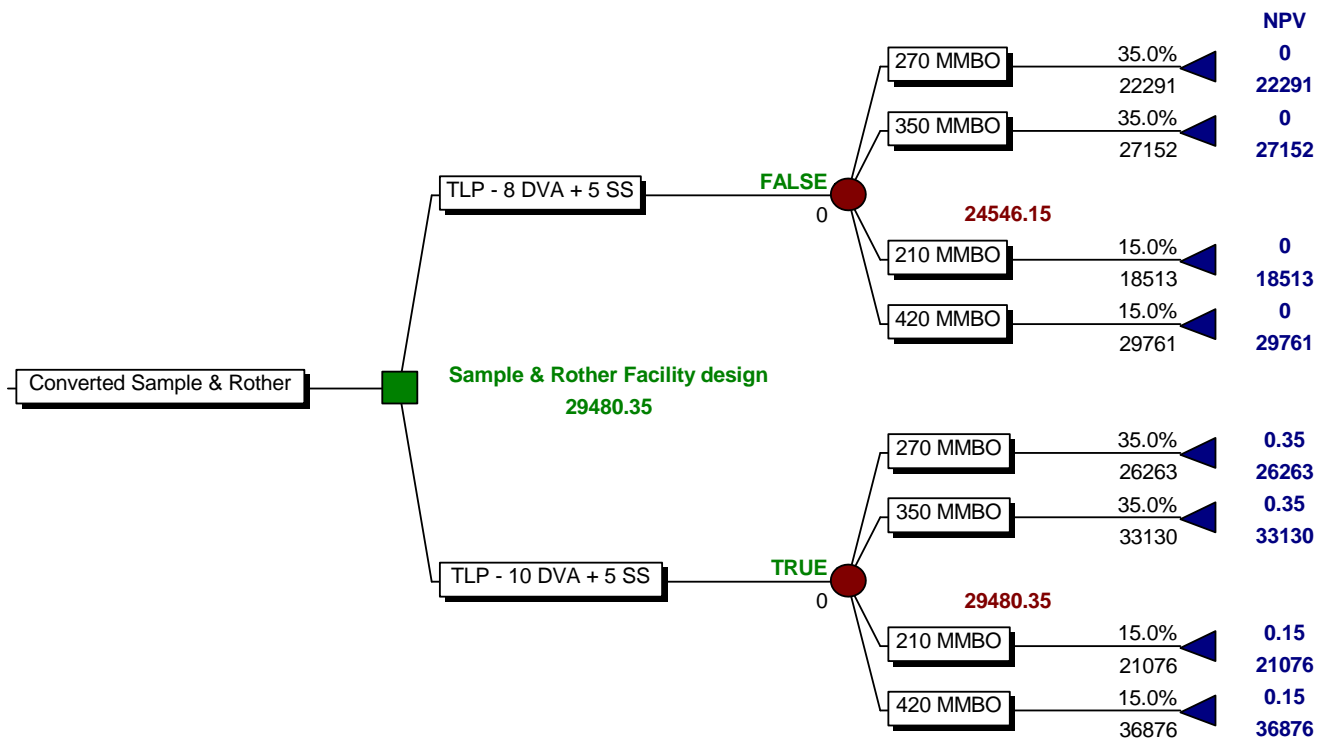 NPV
270 MMBO 35.0% 0
22291 22291
350 MMBO 35.0% 0
27152 27152
TLP - 8 DVA + 5 SS FALSE
0 24546.15
210 MMBO 15.0% 0
18513 18513
420 MMBO 15.0% 0
29761 29761
Converted Sample & Rother Sample & Rother Facility design
29480.35
270 MMBO 35.0% 0.35
26263 26263
350 MMBO 35.0% 0.35
33130 33130
TLP - 10 DVA + 5 SS TRUE
0 29480.35
210 MMBO 15.0% 0.15
21076 21076
420 MMBO 15.0% 0.15
36876 36876